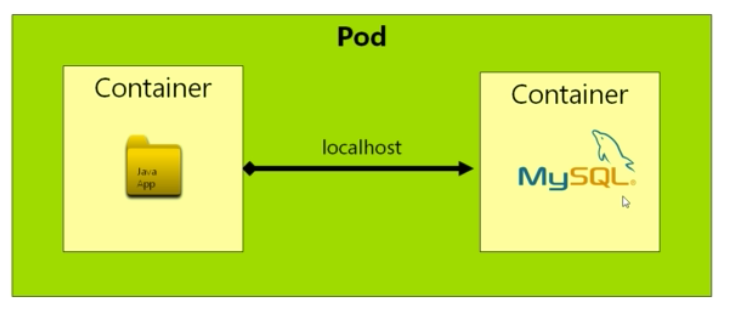 Pod
Container
Container
localhost
Java
App
MySQL®